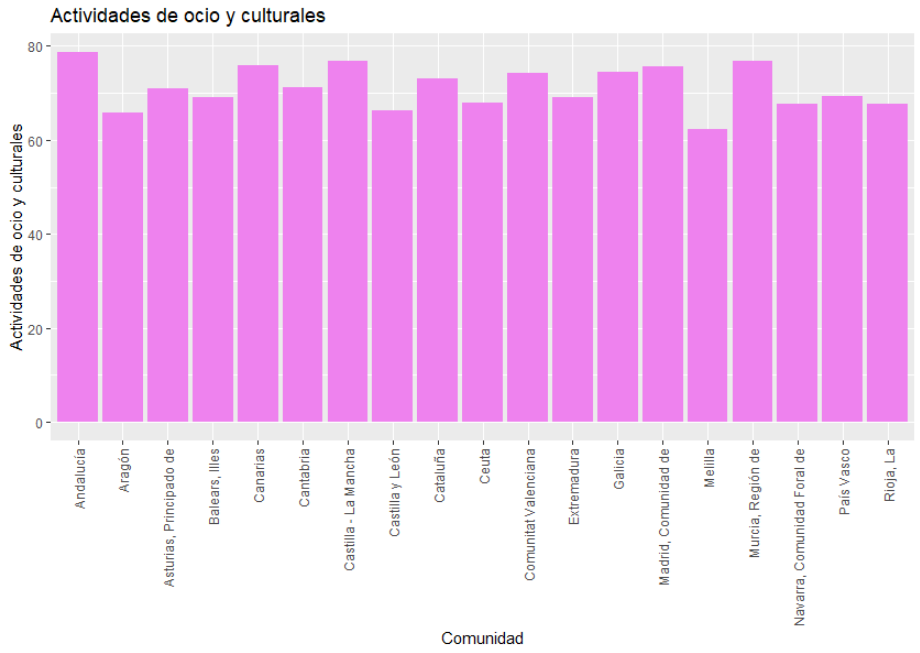 Actividades de ocio y culturales
Actividades de ocio y culturales
80
60
40
20
0
Andalucía
Aragón
Asturias, Principado de
Balears, Illes
Canarias
Cantabria
Castilla - La Mancha
Castilla y León
Cataluña
Ceuta
Comunitat Valenciana
Extremadura
Galicia
Madrid, Comunidad de
Melilla
Murcia, Región de
Navarra, Comunidad Foral de
País Vasco
Rioja, La
Comunidad